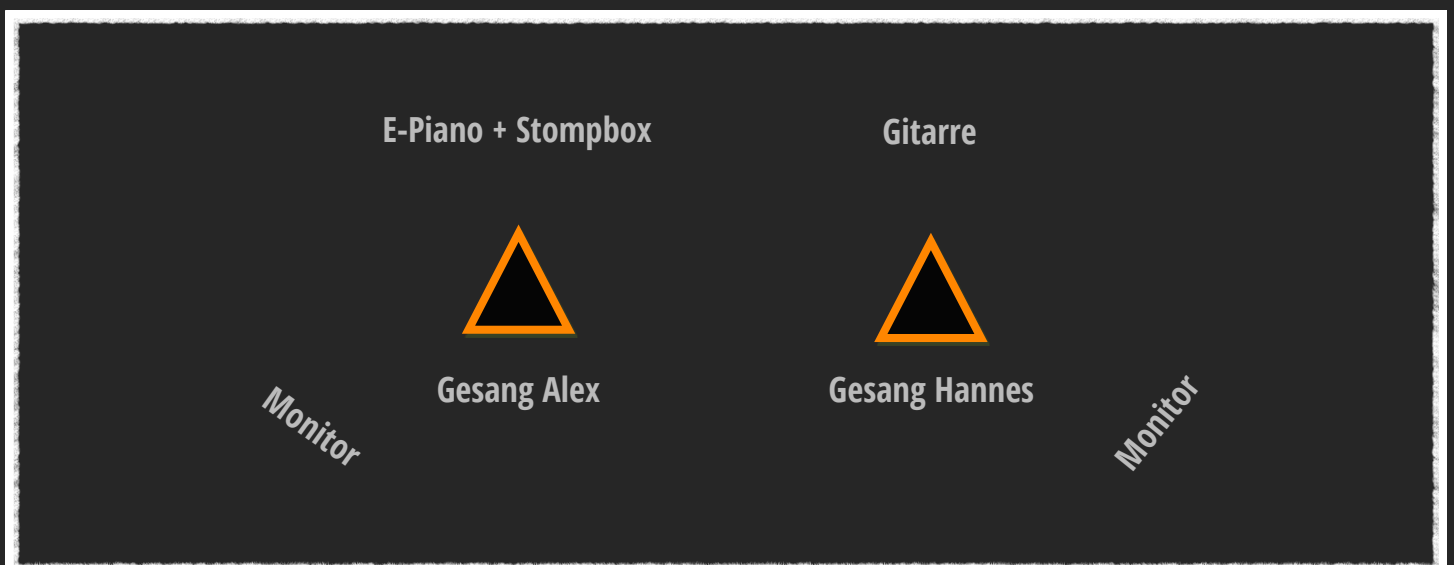 E-Piano + Stompbox
Gitarre
Gesang Alex
Gesang Hannes
Monitor
Monitor